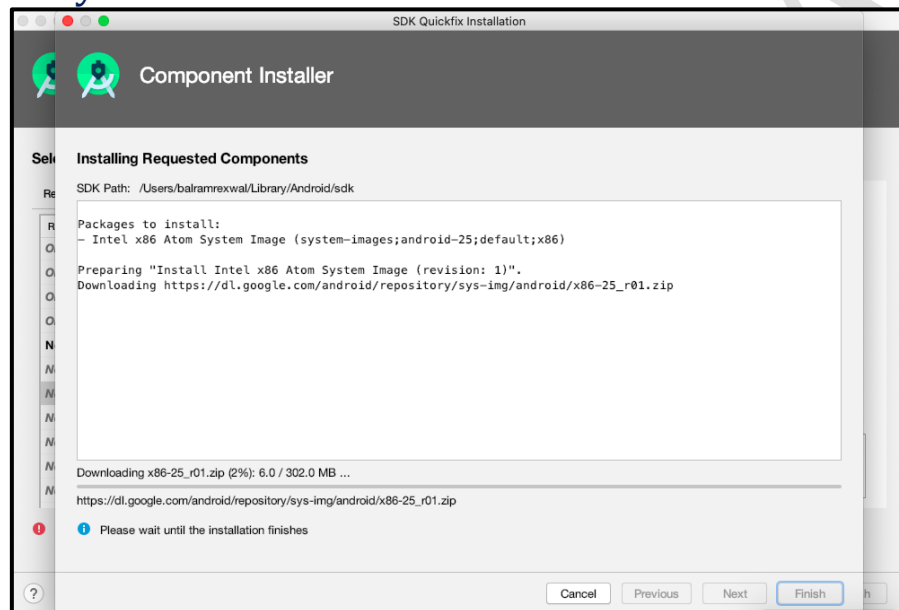 SDK Quickfix Installation
Component Installer
Sele
Installing Requested Components
SDK Path: /Users/balramrexwal/Library/Android/sdk
Re
R
Packages to install:
- Intel x86 Atom System Image (system-images;android-25;default;x86)
Preparing "Install Intel x86 Atom System Image (revision: 1)".
Downloading https://dl.google.com/android/repository/sys-img/android/x86-25_r01.zip
O
O
O
O
N
N
N
N
N
N
N
Downloading x86-25_r01.zip (2%): 6.0 / 302.0 MB ...
https://dl.google.com/android/repository/sys-img/android/x86-25_r01.zip
! i Please wait until the installation finishes
? Cancel Previous Next Finish h